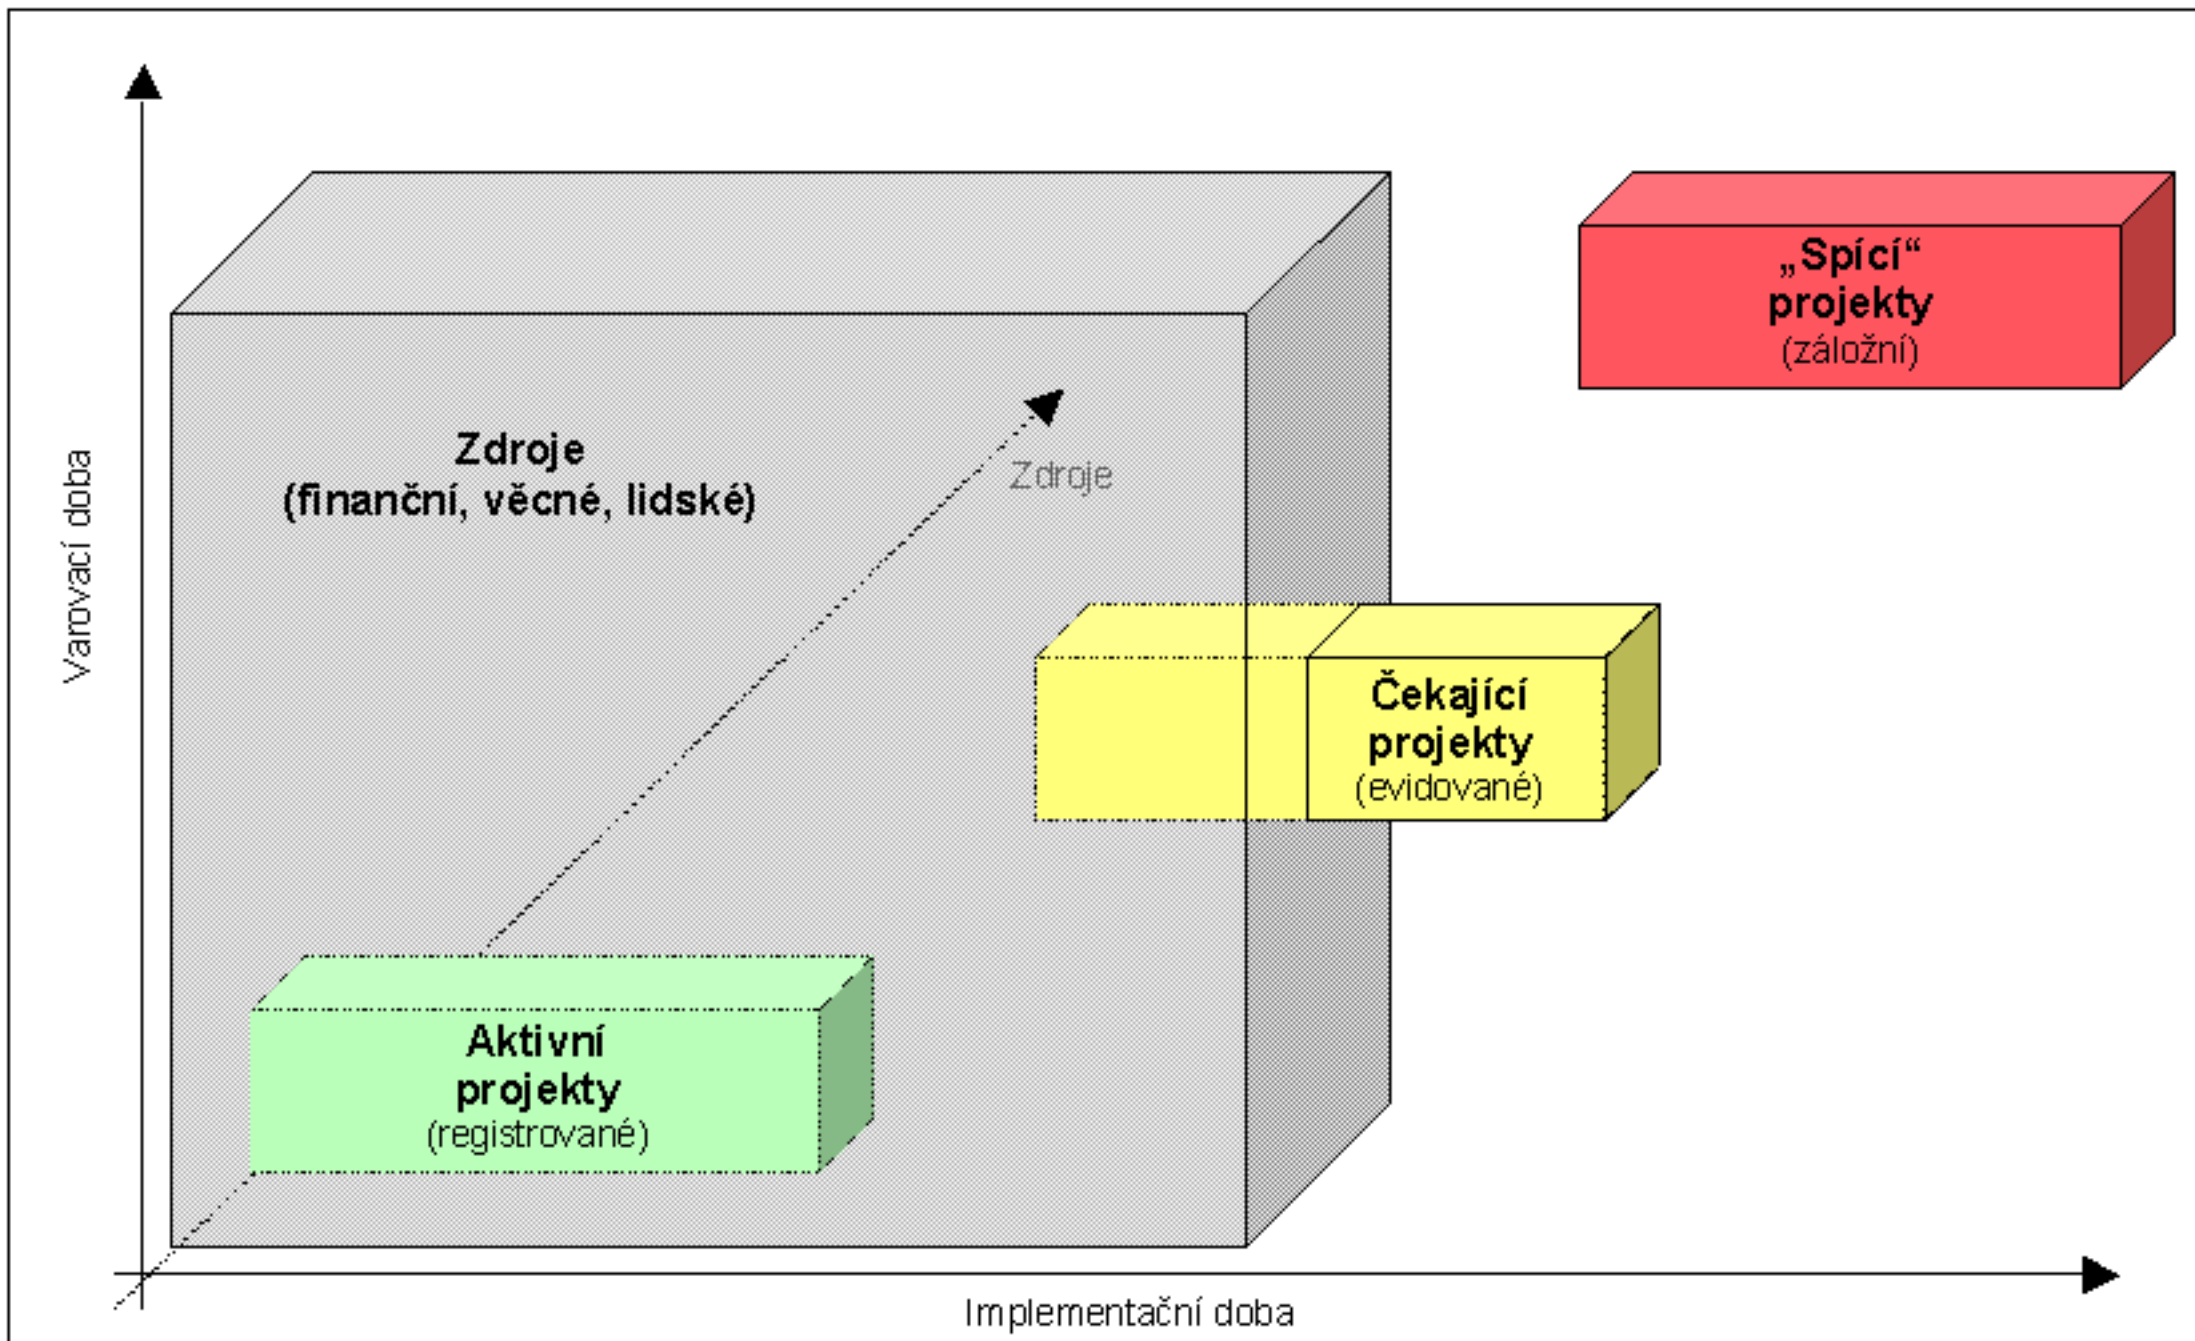 „Spící“
projekty
(záložní)
Zdroje
(finanční, věcné, lidské)
Zdroje
Varovací doba
Čekající
projekty
(evidované)
Aktivní
projekty
(registrované)
Implementační doba